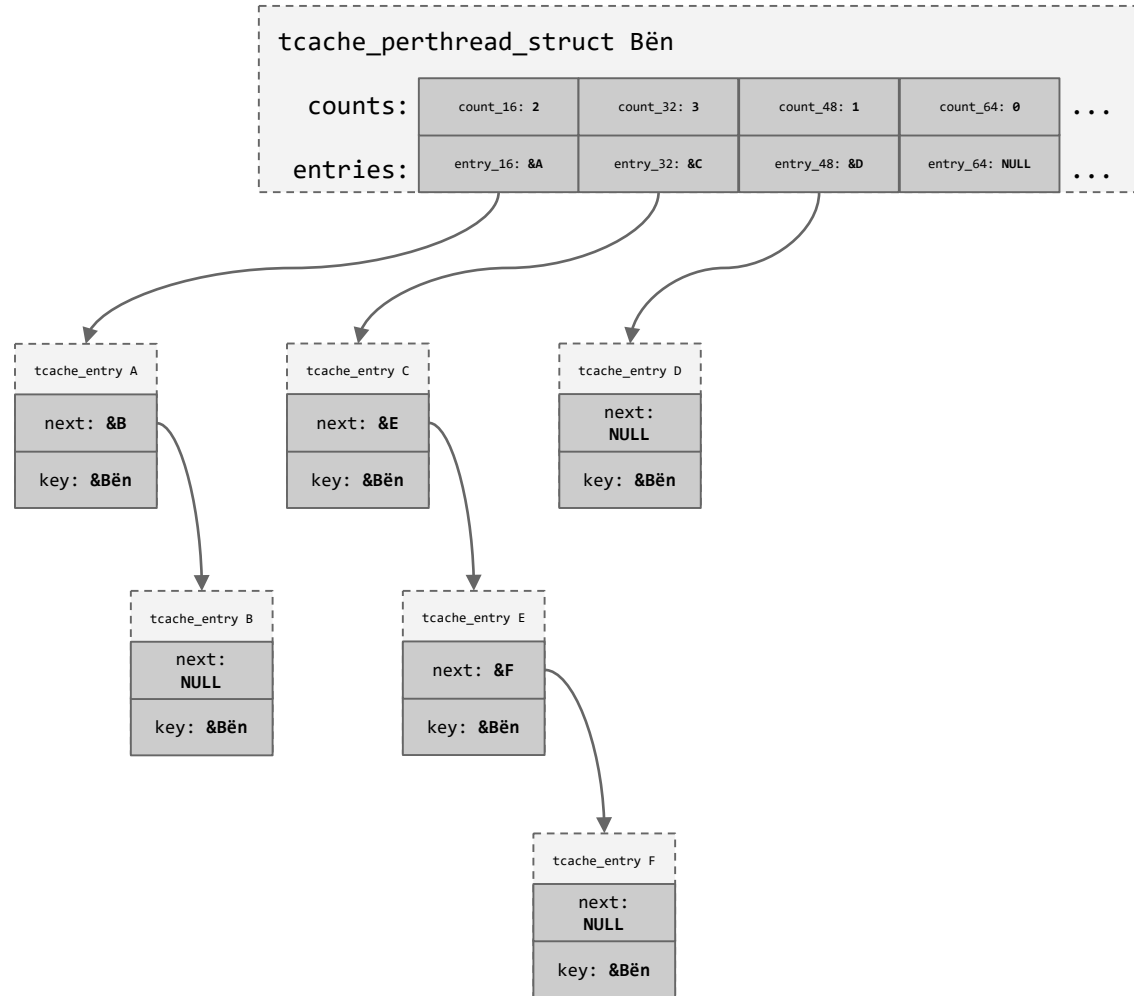 tcache_perthread_struct Bën
counts:
count_16: 2
count_32: 3
count_48: 1
count_64: 0
...
entries:
entry_16: &A
entry_32: &C
entry_48: &D
entry_64: NULL
...
tcache_entry A
next: &B
key: &Bën
tcache_entry C
next: &E
key: &Bën
tcache_entry D
next:
NULL
key: &Bën
tcache_entry B
next:
NULL
key: &Bën
tcache_entry E
next: &F
key: &Bën
tcache_entry F
next:
NULL
key: &Bën